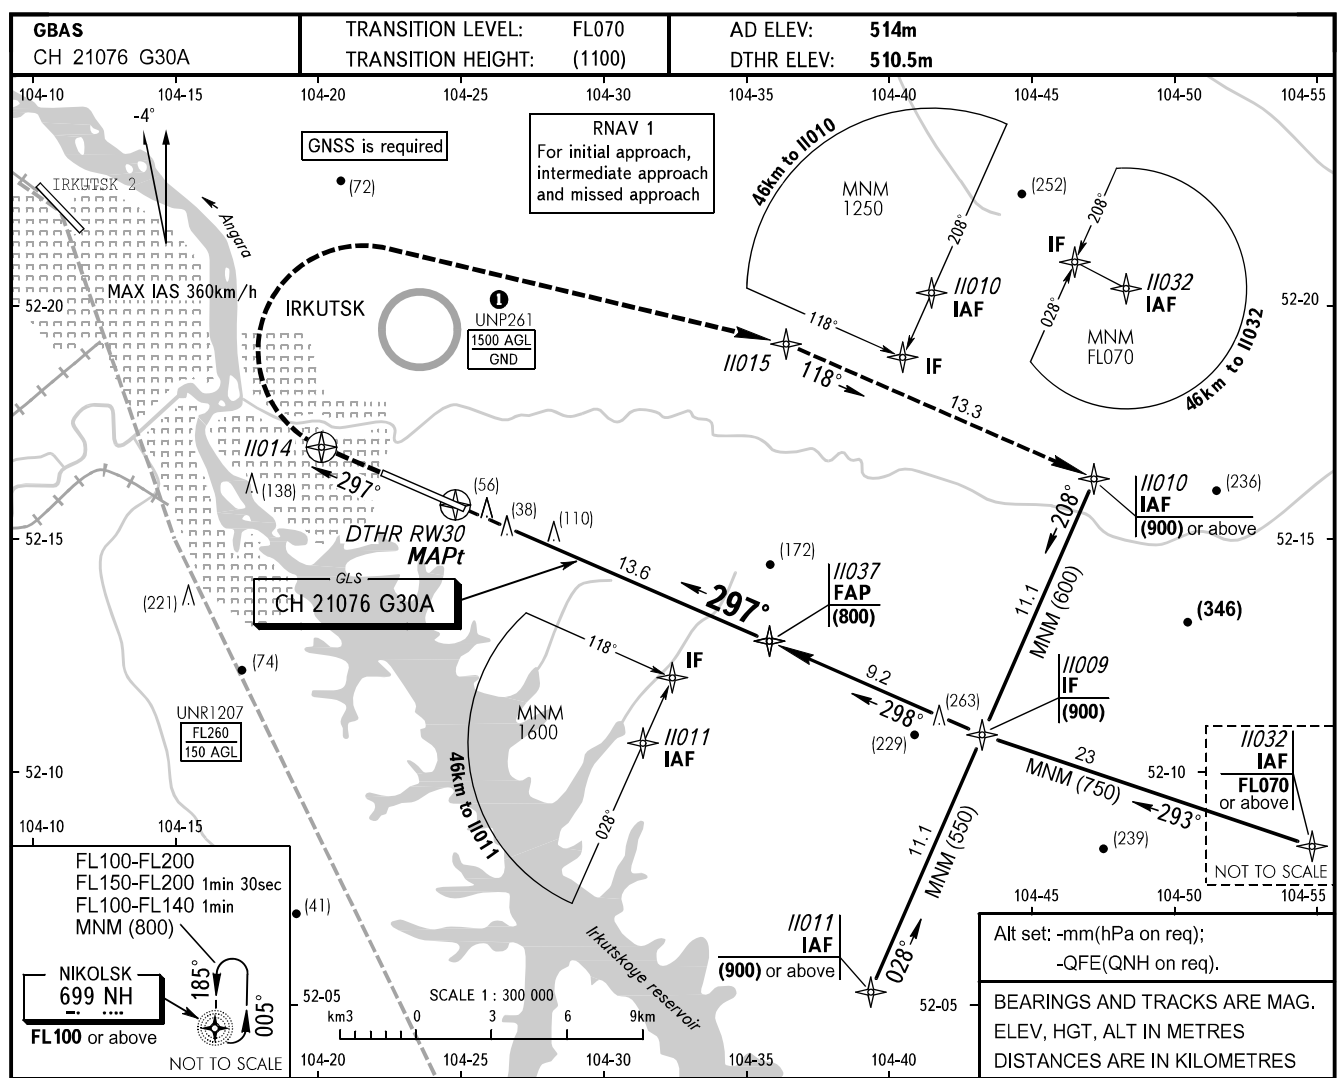 GBAS
CH 21076 G30A
TRANSITION LEVEL: FL070
TRANSITION HEIGHT: (1100)
AD ELEV: 514m
DTHR ELEV: 510.5m
104-10 104-15 104-20 104-25 104-30 104-35 104-40 104-45 104-50 104-55
-4°
IRKUTSK 2
Angara
GNSS is required
(72)
RNAV 1
For initial approach,
intermediate approach
and missed approach
46km to II010
MNM
1250
208°
118°
II010
IAF
IF
(252)
208°
IF
II032
IAF
028°
MNM
FL070
46km to II032
52-20
52-20
MAX IAS 360km/h
IRKUTSK
1
UNP261
1500 AGL
GND
II015
118°
13.3
II014
297°
(138)
(56)
(38)
(110)
DTHR RW30
MAPt
52-15
52-15
GLS
CH 21076 G30A
13.6
(172)
297°
II037
FAP
(800)
208°
II010
IAF
(900) or above
(236)
11.1
MNM (600)
(346)
(221)
(74)
118°
IF
MNM
1600
II011
IAF
028°
46km to II011
9.2
298°
(263)
(229)
II009
IF
(900)
UNR1207
FL260
150 AGL
23
MNM (750)
293°
II032
IAF
FL070
or above
NOT TO SCALE
52-10
52-10
(239)
11.1
MNM (550)
028°
II011
IAF
(900) or above
104-10 104-15
104-45 104-50 104-55
FL100-FL200
FL150-FL200 1min 30sec
FL100-FL140 1min
MNM (800)
NIKOLSK
699 NH
FL100 or above
185°
005°
NOT TO SCALE
(41)
52-05
52-05
Irkutskoye reservoir
SCALE 1 : 300 000
km3 0 3 6 9km
104-20 104-25 104-30 104-35 104-40
Alt set: -mm(hPa on req);
-QFE(QNH on req).
BEARINGS AND TRACKS ARE MAG.
ELEV, HGT, ALT IN METRES
DISTANCES ARE IN KILOMETRES